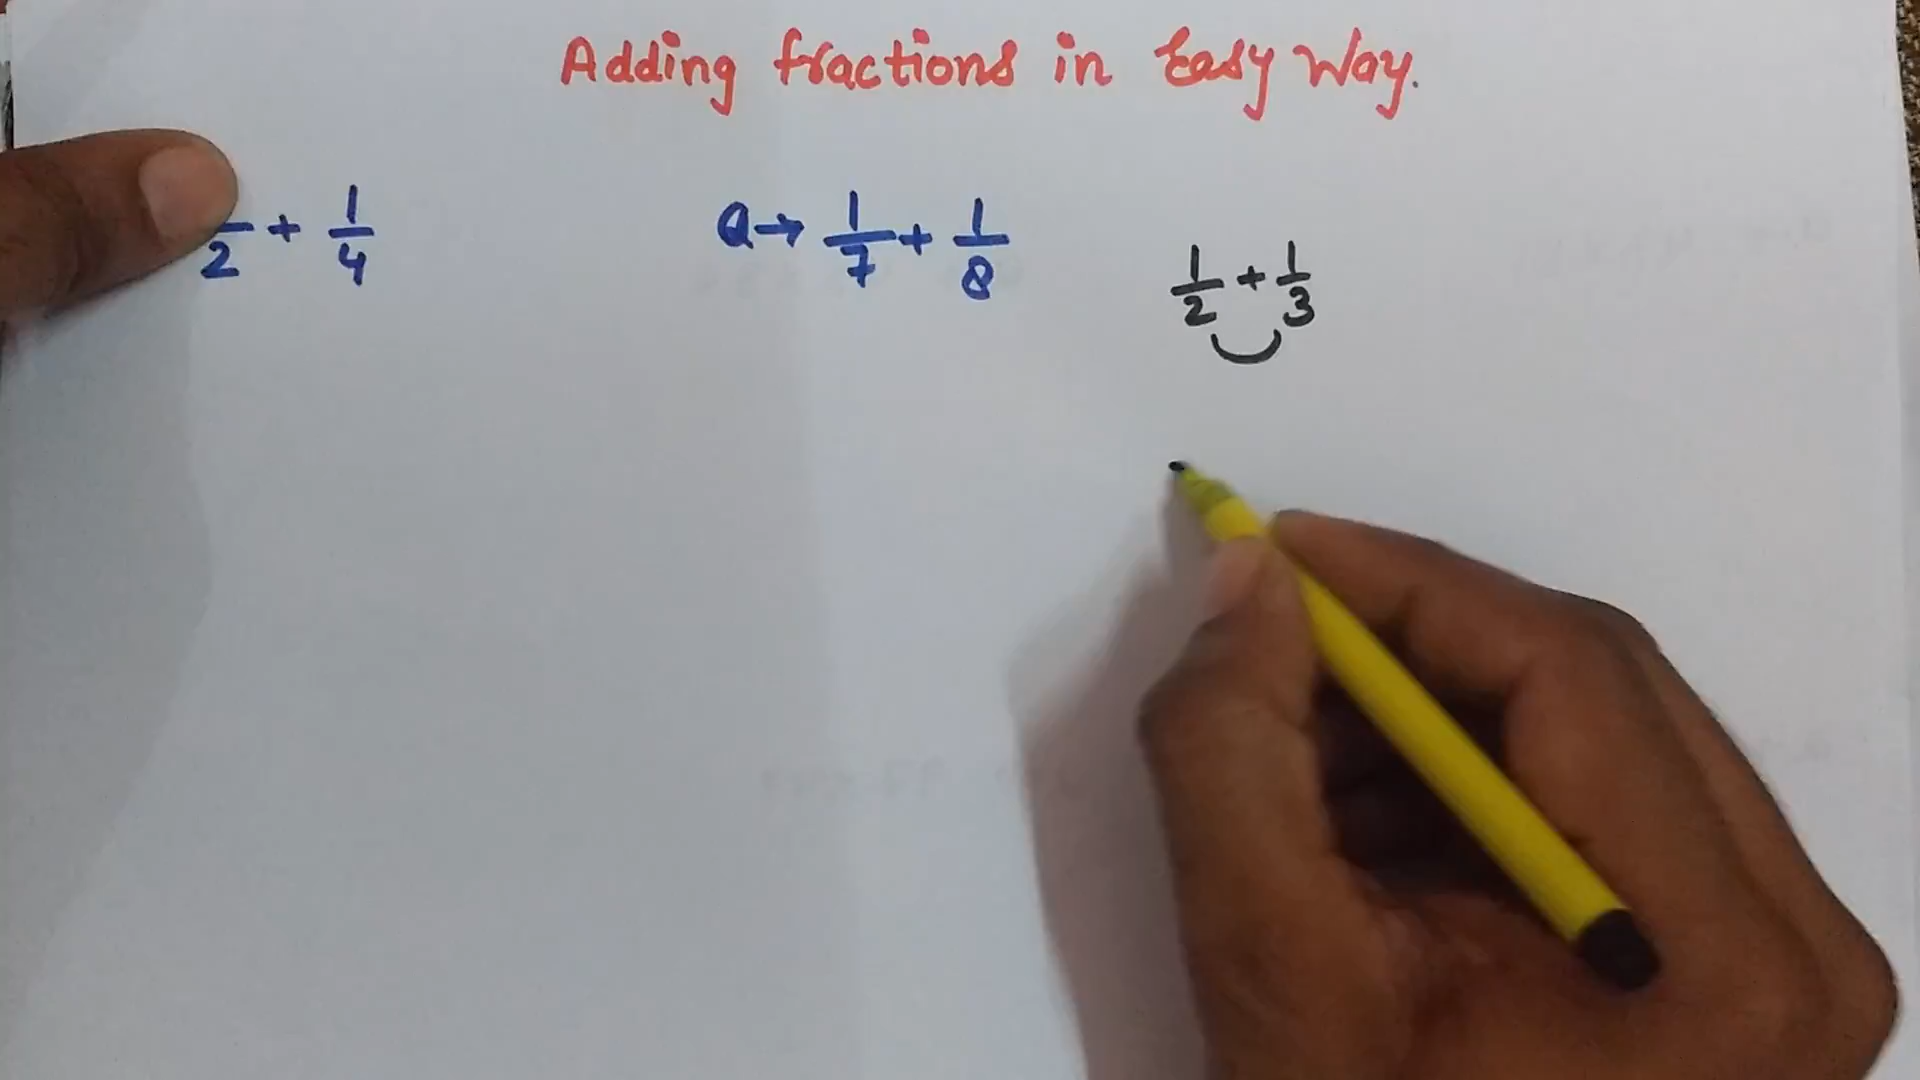 Adding fractions in Easy Way.
2 + 1/4
Q → 1/7 + 1/8
1/2 + 1/3